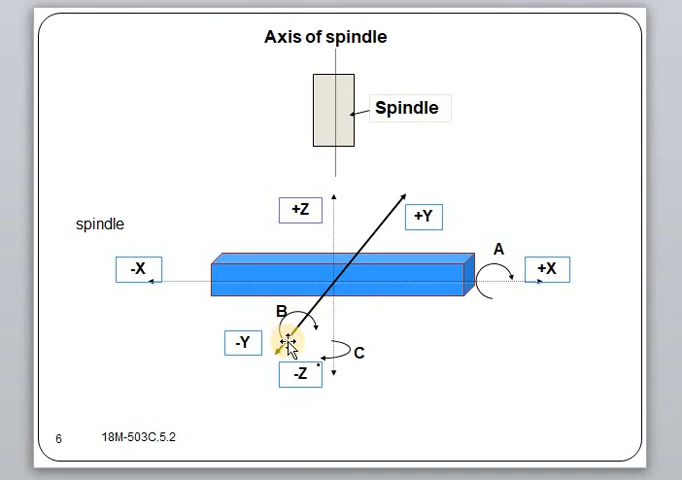 Axis of spindle
Spindle
+Z
+Y
spindle
A
-X
+X
B
-Y
C
-Z
6
18M-503C.5.2